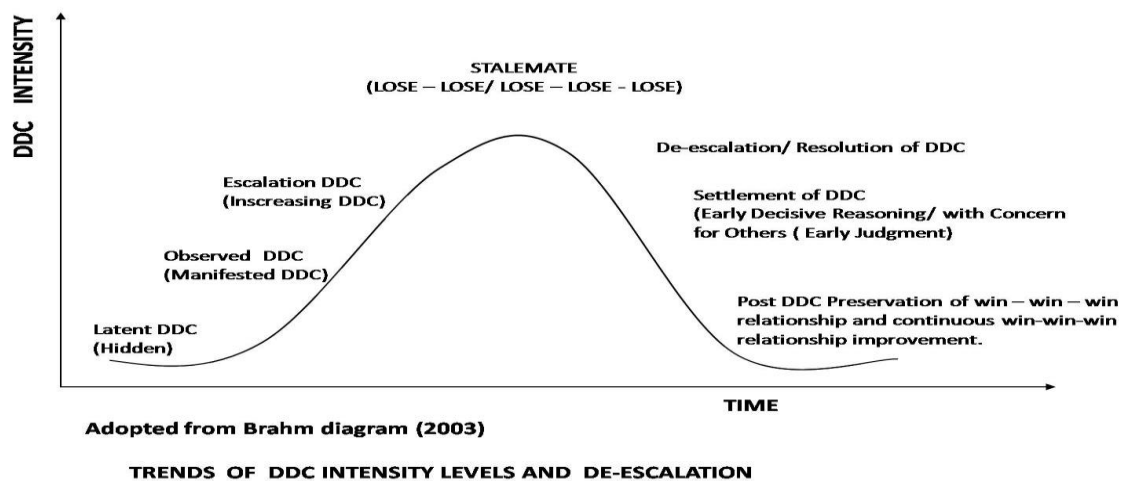 DDC INTENSITY
STALEMATE
(LOSE – LOSE/ LOSE – LOSE - LOSE)
De-escalation/ Resolution of DDC
Escalation DDC
(Inscreasing DDC)
Settlement of DDC
(Early Decisive Reasoning/ with Concern
for Others ( Early Judgment)
Observed DDC
(Manifested DDC)
Latent DDC
(Hidden)
Post DDC Preservation of win – win – win
relationship and continuous win-win-win
relationship improvement.
TIME
Adopted from Brahm diagram (2003)
TRENDS OF DDC INTENSITY LEVELS AND DE-ESCALATION